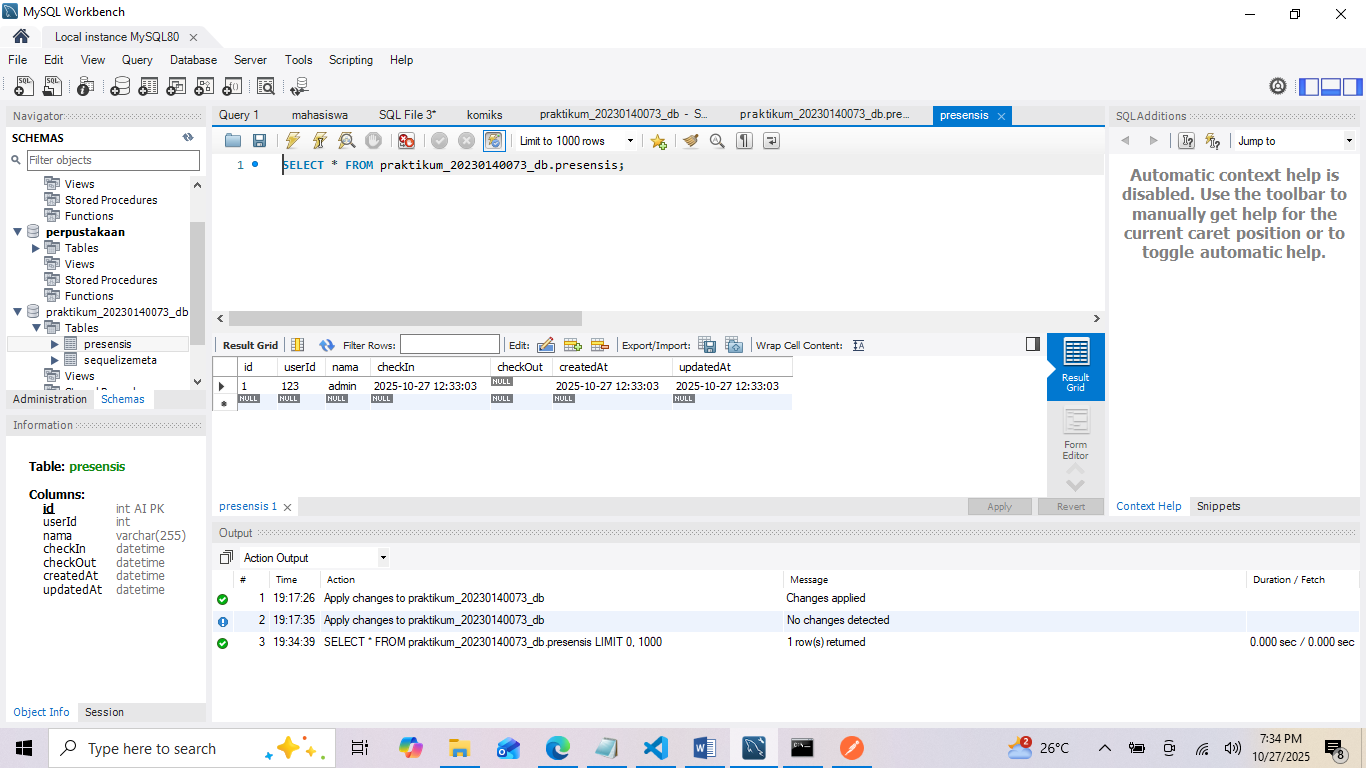 MySQL Workbench
Local instance MySQL80
File Edit View Query Database Server Tools Scripting Help
Navigator
SCHEMAS
Filter objects
Views
Stored Procedures
Functions
perpustakaan
Tables
Views
Stored Procedures
Functions
praktikum_20230140073_db
Tables
presensis
sequelizemeta
Views
Administration Schemas
Information
Table: presensis
Columns:
id int AI PK
userId int
nama varchar(255)
checkIn datetime
checkOut datetime
createdAt datetime
updatedAt datetime
Object Info Session
Query 1 mahasiswa SQL File 3* komiks praktikum_20230140073_db - S... praktikum_20230140073_db.pre... presensis
Limit to 1000 rows
1 SELECT * FROM praktikum_20230140073_db.presensis;
Result Grid Filter Rows: Edit: Export/Import: Wrap Cell Content:
id userId nama checkIn checkOut createdAt updatedAt
1 123 admin 2025-10-27 12:33:03 NULL 2025-10-27 12:33:03 2025-10-27 12:33:03
NULL NULL NULL NULL NULL NULL NULL
Result
Grid
Form
Editor
presensis 1 Apply Revert
SQLAdditions
Jump to
Automatic context help is
disabled. Use the toolbar to
manually get help for the
current caret position or to
toggle automatic help.
Context Help Snippets
Output
Action Output
# Time Action Message Duration / Fetch
1 19:17:26 Apply changes to praktikum_20230140073_db Changes applied
2 19:17:35 Apply changes to praktikum_20230140073_db No changes detected
3 19:34:39 SELECT * FROM praktikum_20230140073_db.presensis LIMIT 0, 1000 1 row(s) returned 0.000 sec / 0.000 sec
Type here to search
2
26°C
7:34 PM
10/27/2025
8